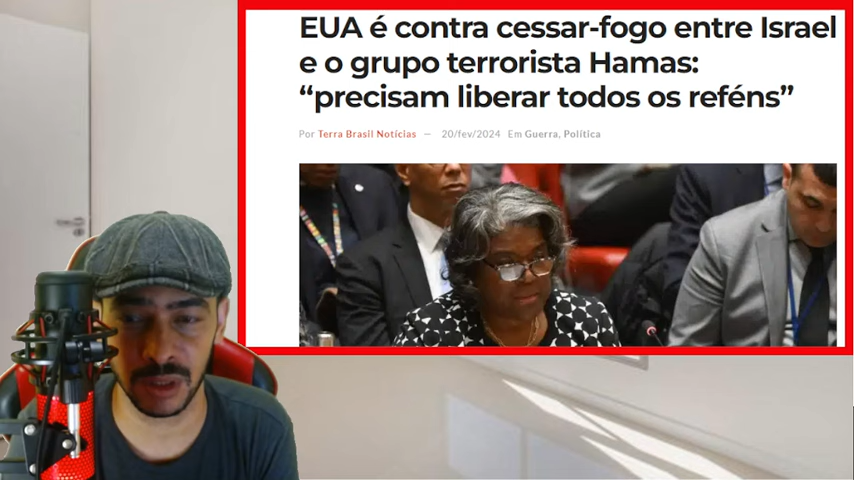 EUA é contra cessar-fogo entre Israel
e o grupo terrorista Hamas:
“precisam liberar todos os reféns”
Por Terra Brasil Notícias — 20/fev/2024 Em Guerra, Política